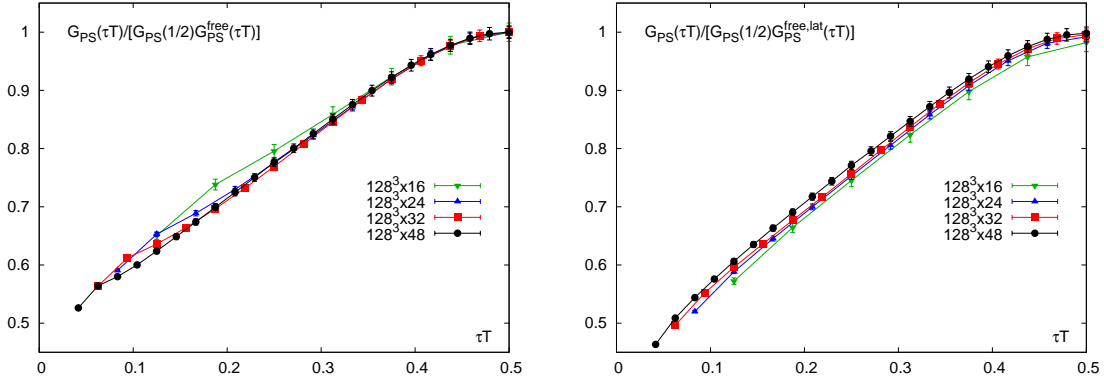 G_PS(τT)/[G_PS(1/2)G_PS^free(τT)]
1
0.9
0.8
0.7
0.6
0.5
128³x16
128³x24
128³x32
128³x48
τT
0 0.1 0.2 0.3 0.4 0.5
G_PS(τT)/[G_PS(1/2)G_PS^free,lat(τT)]
1
0.9
0.8
0.7
0.6
0.5
128³x16
128³x24
128³x32
128³x48
τT
0 0.1 0.2 0.3 0.4 0.5